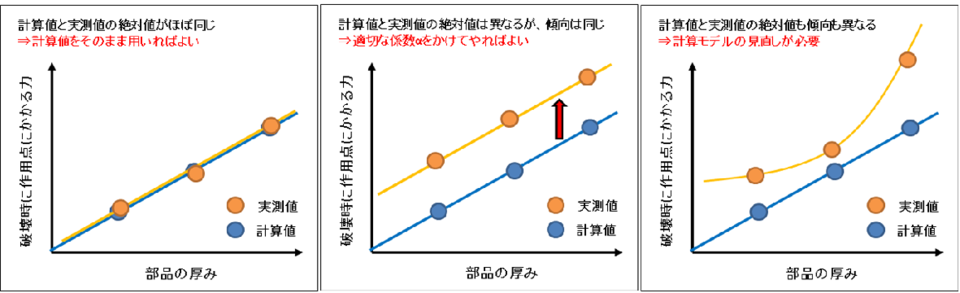 計算値と実測値の絶対値がほぼ同じ
⇒計算値をそのまま用いればよい
破壊時に作用点にかかる力
実測値
計算値
部品の厚み
計算値と実測値の絶対値は異なるが、傾向は同じ
⇒適切な係数αをかけてやればよい
破壊時に作用点にかかる力
実測値
計算値
部品の厚み
計算値と実測値の絶対値も傾向も異なる
⇒計算モデルの見直しが必要
破壊時に作用点にかかる力
実測値
計算値
部品の厚み